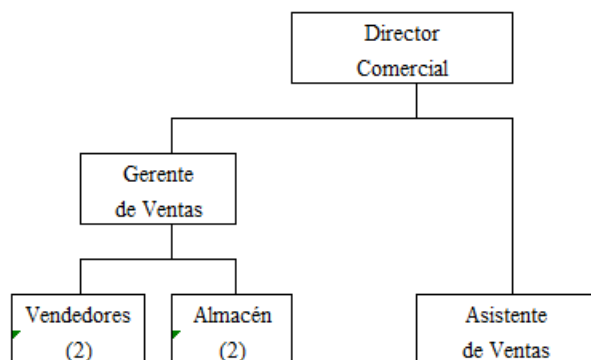 Director
Comercial
Gerente
de Ventas
Vendedores
(2)
Almacén
(2)
Asistente
de Ventas